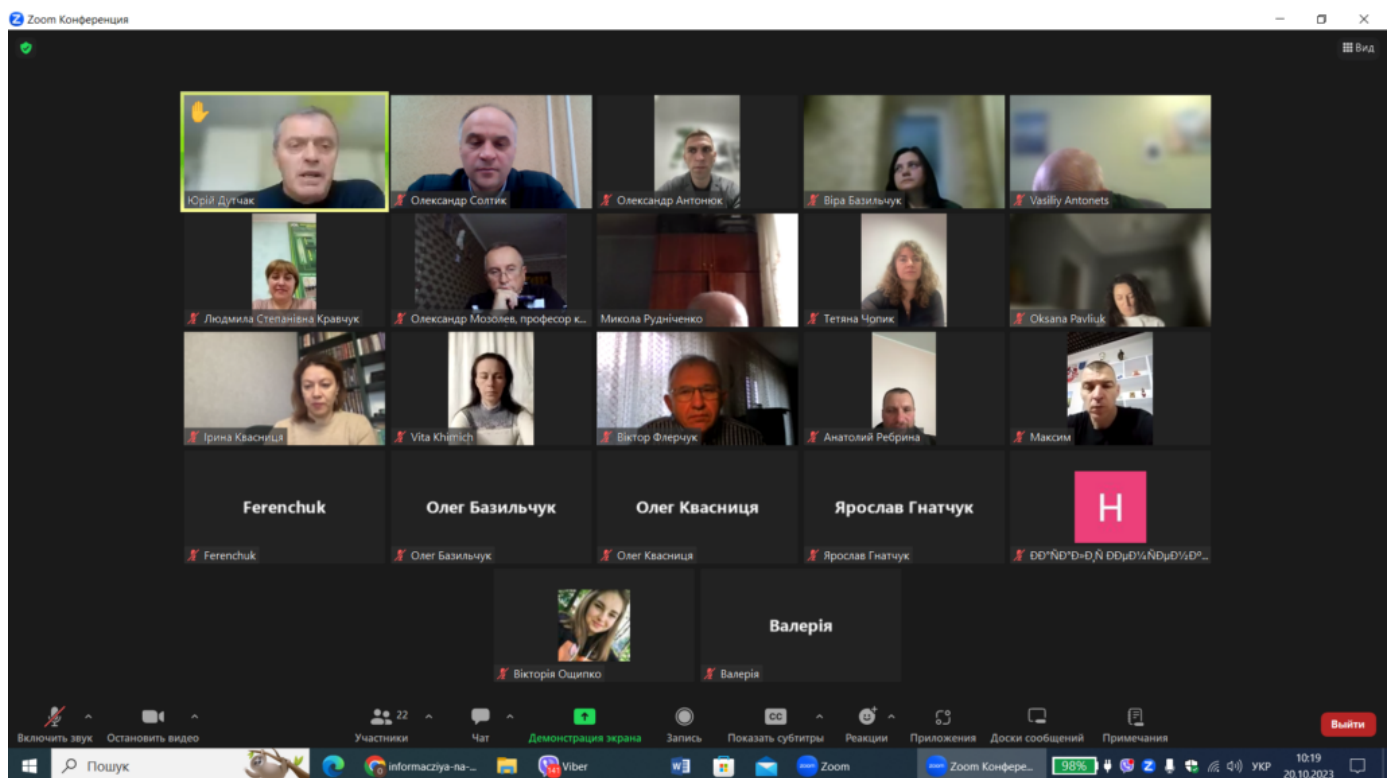 Zoom Конференция
Вид
Юрій Дутчак
Олександр Солтик
Олександр Антонюк
Віра Базильчук
Vasiliy Antonets
Людмила Степанівна Кравчук
Олександр Мозолев, професор к...
Микола Рудніченко
Тетяна Чопик
Oksana Pavliuk
Ірина Квасниця
Vita Khimich
Віктор Флерчук
Анатолий Ребрина
Максим
Ferenchuk
Олег Базильчук
Олег Квасниця
Ярослав Гнатчук
H
Ferenchuk
Олег Базильчук
Олег Квасниця
Ярослав Гнатчук
Валерія
Вікторія Ощипко
Валерія
22
Включить звук
Остановить видео
Участники
Чат
Демонстрация экрана
Запись
CC
Показать субтитры
Реакции
Приложения
Доски сообщений
Примечания
Выйти
Пошук
informacziya-na-...
Viber
Zoom
Zoom Конфере...
98%
УКР
10:19
20.10.2023